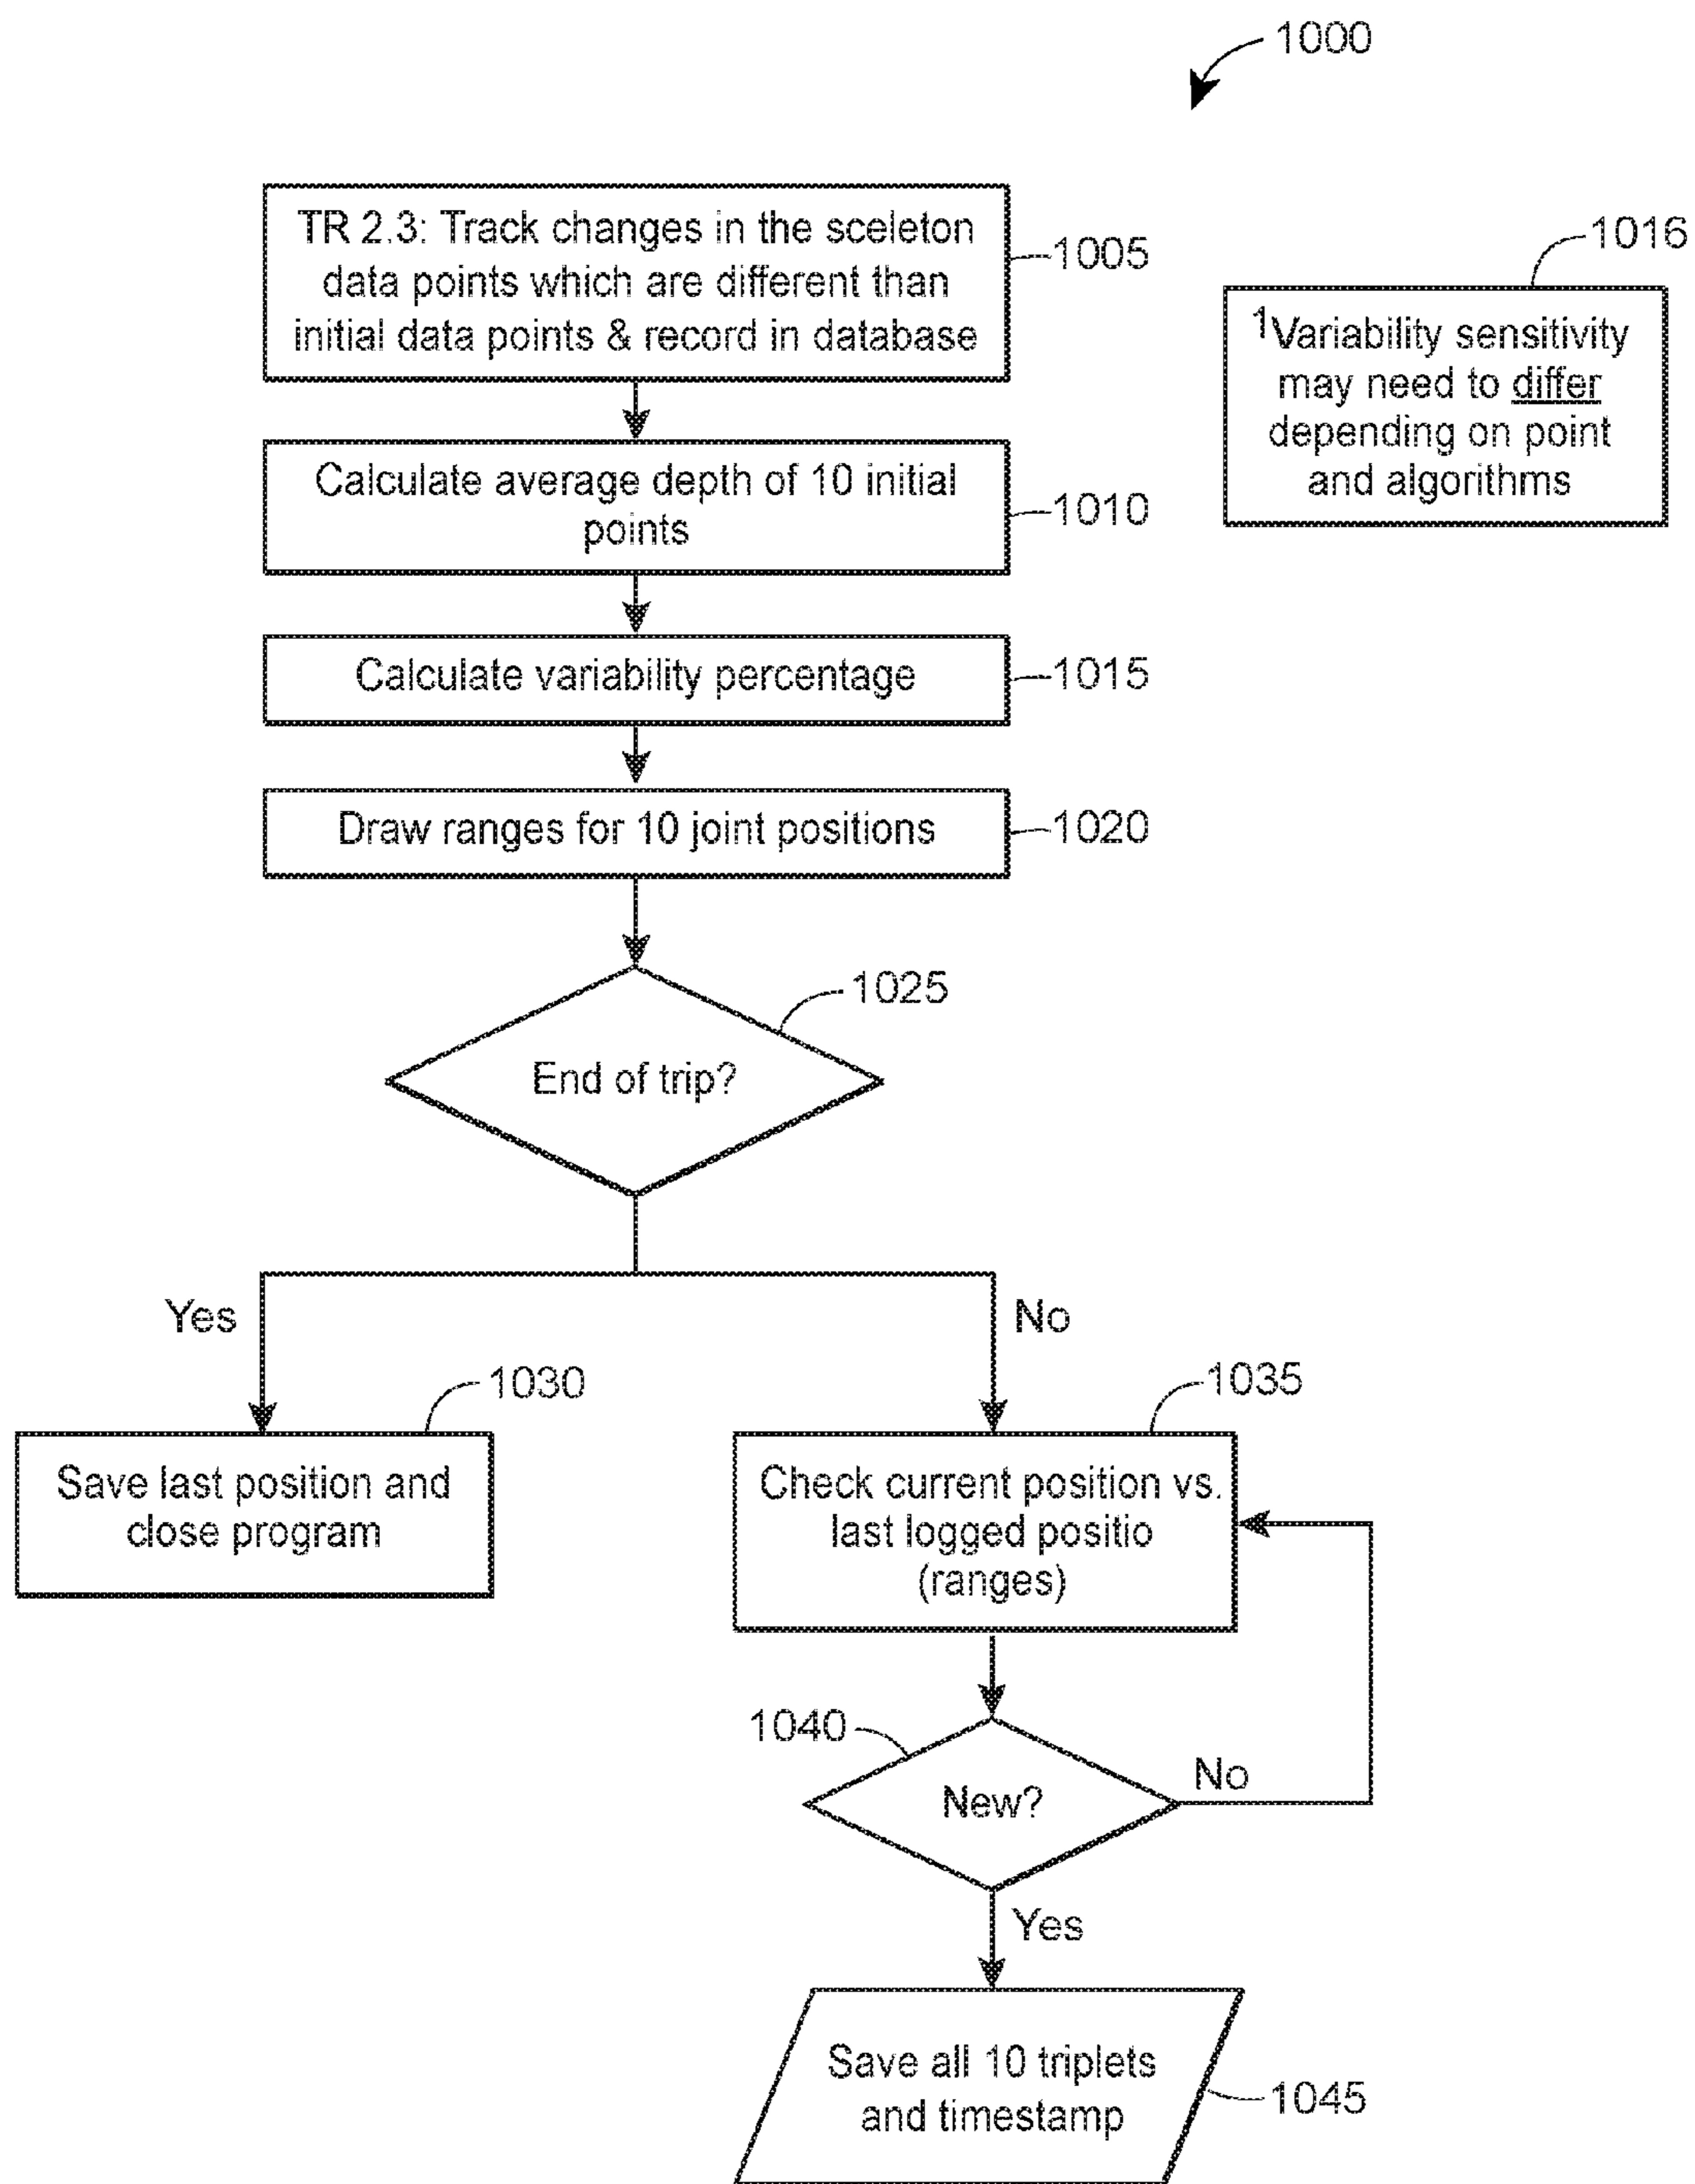 1000
TR 2.3: Track changes in the sceleton
data points which are different than
initial data points & record in database
1005
1016
1Variability sensitivity
may need to differ
depending on point
and algorithms
Calculate average depth of 10 initial
points
1010
Calculate variability percentage
1015
Draw ranges for 10 joint positions
1020
1025
End of trip?
Yes
No
1030
Save last position and
close program
1035
Check current position vs.
last logged positio
(ranges)
1040
New?
No
Yes
Save all 10 triplets
and timestamp
1045